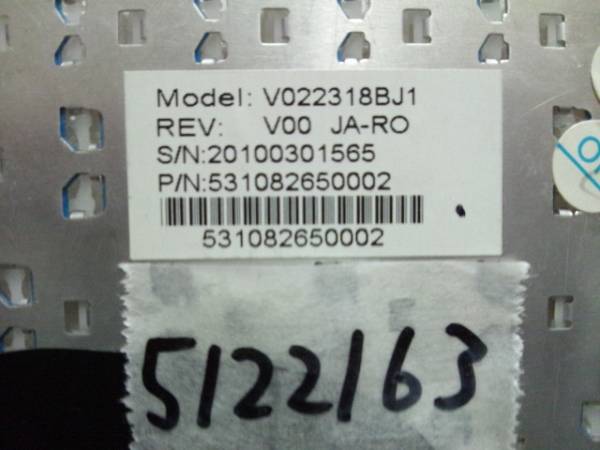 Model: V022318BJ1
REV: V00 JA-RO
S/N:20100301565
P/N:531082650002
531082650002
5122163